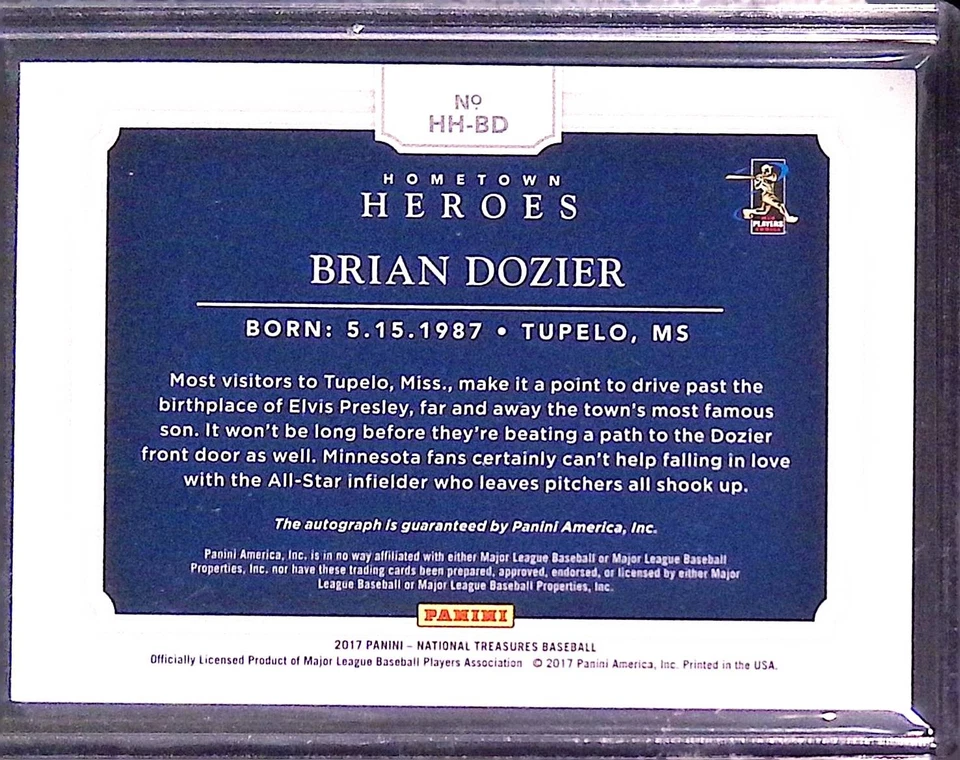 Nº
HH-BD
HOMETOWN
HEROES
PLAYERS
BRIAN DOZIER
BORN: 5.15.1987 • TUPELO, MS
Most visitors to Tupelo, Miss., make it a point to drive past the
birthplace of Elvis Presley, far and away the town's most famous
son. It won't be long before they're beating a path to the Dozier
front door as well. Minnesota fans certainly can't help falling in love
with the All-Star infielder who leaves pitchers all shook up.
The autograph is guaranteed by Panini America, Inc.
Panini America, Inc. is in no way affiliated with either Major League Baseball or Major League Baseball
Properties, Inc. nor have these trading cards been prepared, approved, endorsed, or licensed by either Major
League Baseball or Major League Baseball Properties, Inc.
PANINI
2017 PANINI – NATIONAL TREASURES BASEBALL
Officially Licensed Product of Major League Baseball Players Association © 2017 Panini America, Inc. Printed in the USA.